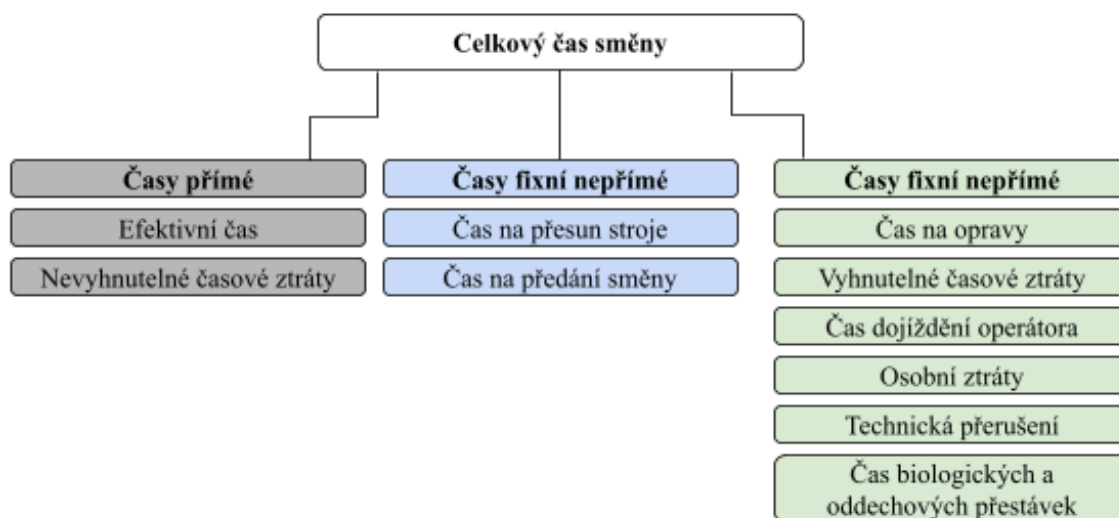 Celkový čas směny
Časy přímé
Efektivní čas
Nevyhnutelné časové ztráty
Časy fixní nepřímé
Čas na přesun stroje
Čas na předání směny
Časy fixní nepřímé
Čas na opravy
Vyhnutelné časové ztráty
Čas dojíždění operátora
Osobní ztráty
Technická přerušení
Čas biologických a
oddechových přestávek